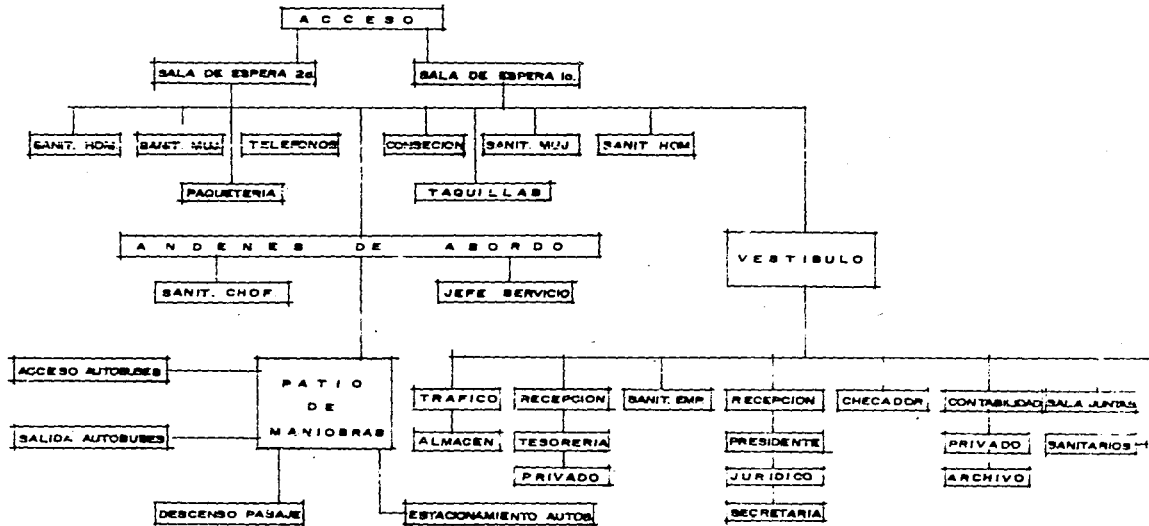 ACCESO
SALA DE ESPERA 2a.
SALA DE ESPERA 1a.
SANIT. HOM.
SANIT. MUJ.
TELEFONOS
CONSECION
SANIT. MUJ.
SANIT. HOM
PAQUETERIA
TAQUILLAS
ANDENES DE ABORDO
VESTIBULO
SANIT. CHOF.
JEFE SERVICIO
ACCESO AUTOBUSES
PATIO
DE
MANIOBRAS
SALIDA AUTOBUSES
TRAFICO
RECEPCION
SANIT. EMP.
RECEPCION
CHECADOR
CONTABILIDAD
SALA JUNTAS
ALMACEN
TESORERIA
PRESIDENTE
PRIVADO
SANITARIOS
PRIVADO
JURIDICO
ARCHIVO
DESCENSO PASAJE
ESTACIONAMIENTO AUTOS.
SECRETARIA